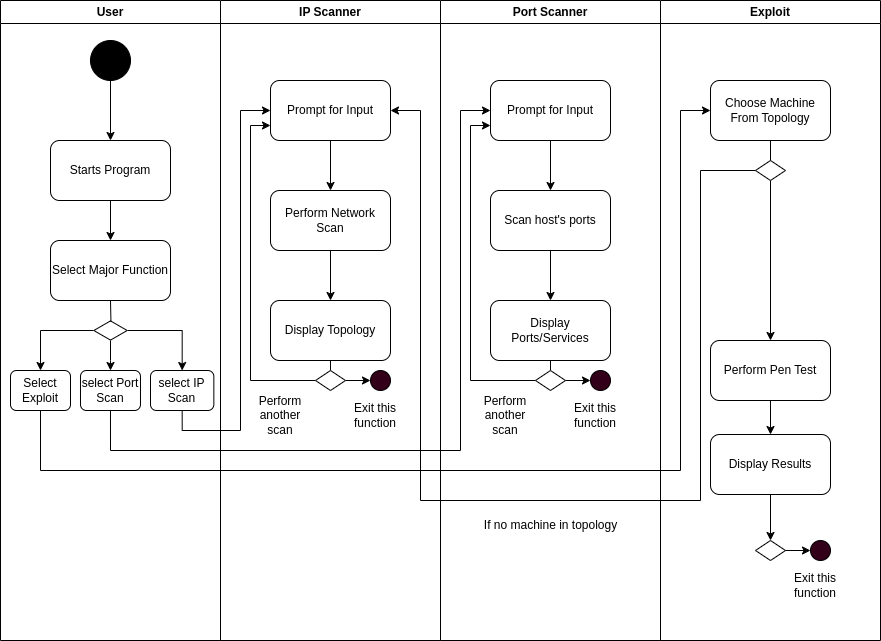 User
IP Scanner
Port Scanner
Exploit
Starts Program
Select Major Function
Select
Exploit
select Port
Scan
select IP
Scan
Prompt for Input
Perform Network
Scan
Display Topology
Perform
another
scan
Exit this
function
Prompt for Input
Scan host's ports
Display
Ports/Services
Perform
another
scan
Exit this
function
If no machine in topology
Choose Machine
From Topology
Perform Pen Test
Display Results
Exit this
function